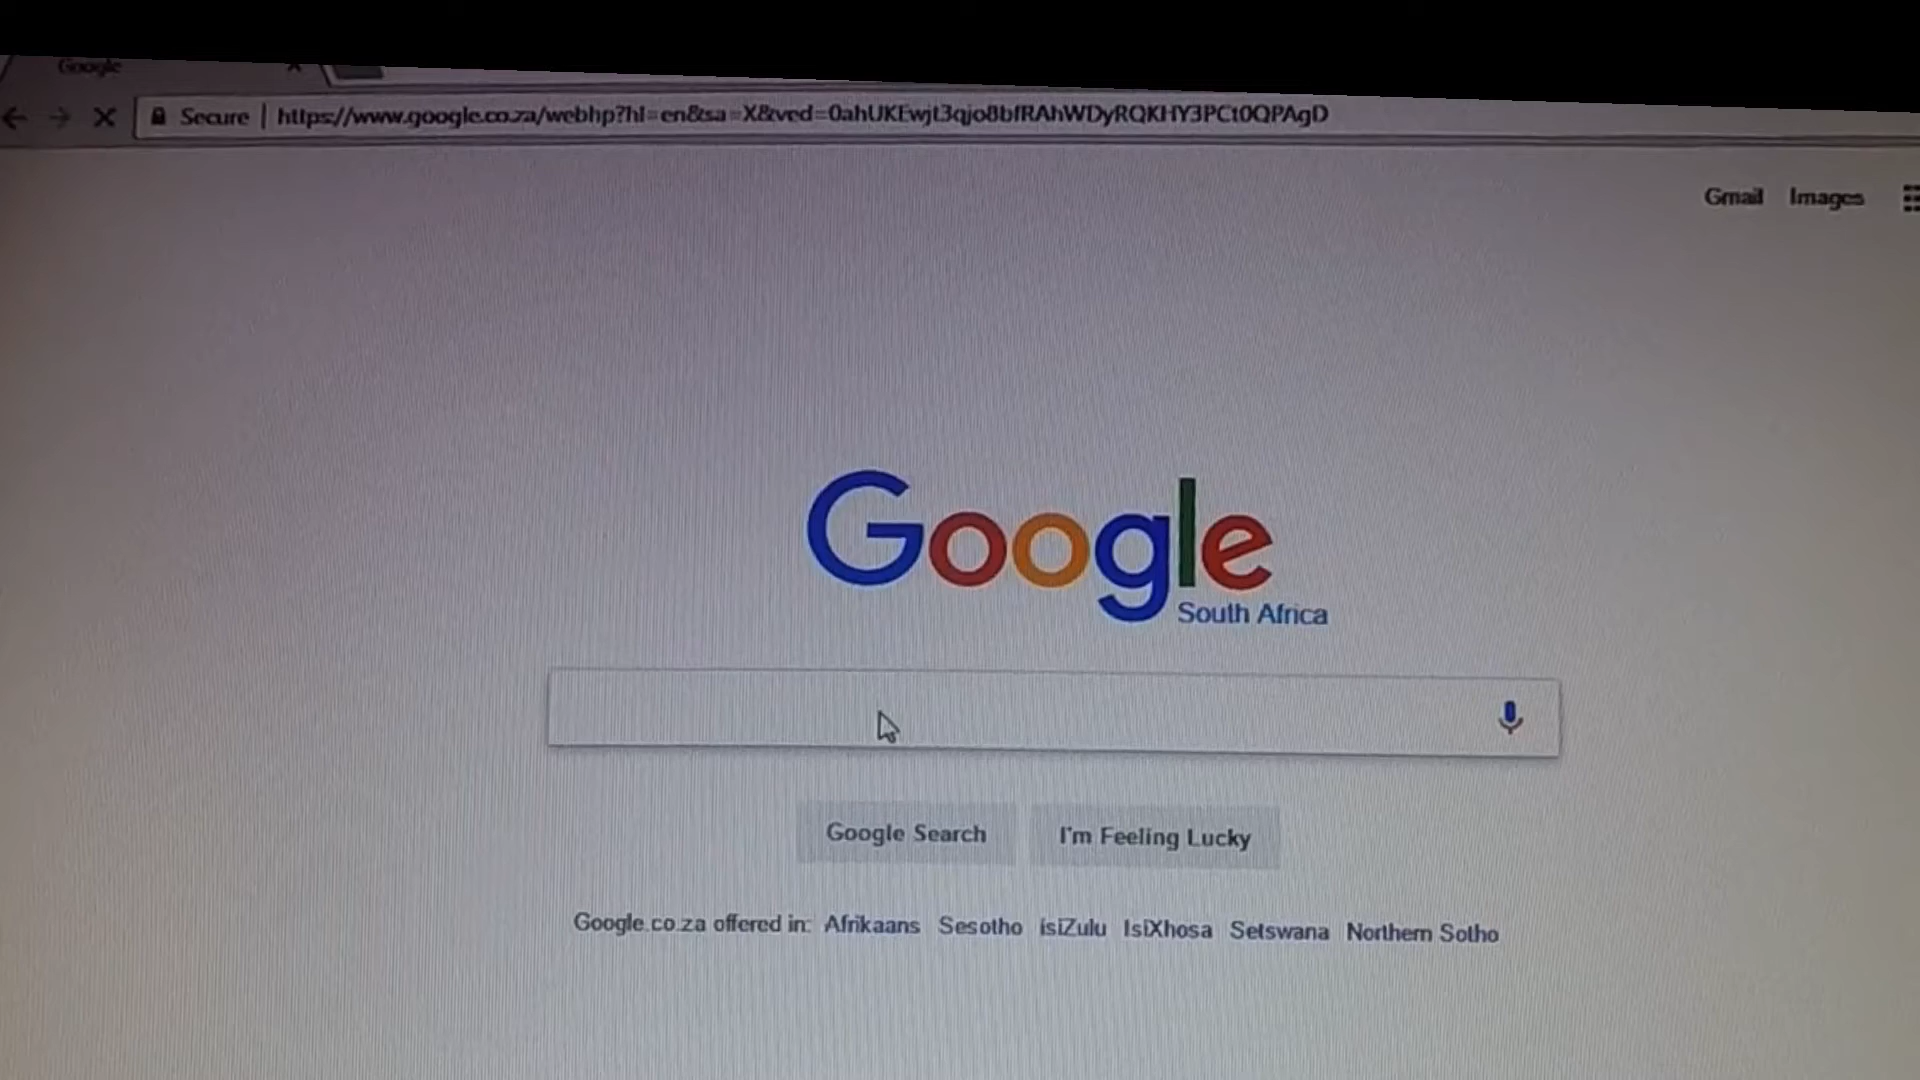 Google
Secure | https://www.google.co.za/webhp?hl=en&sa=X&ved=0ahUKEwjt3qjo8bfRAhWDyRQKHY3PCt0QPAgD
Gmail Images
Google
South Africa
Google Search I'm Feeling Lucky
Google.co.za offered in: Afrikaans Sesotho isiZulu IsiXhosa Setswana Northern Sotho